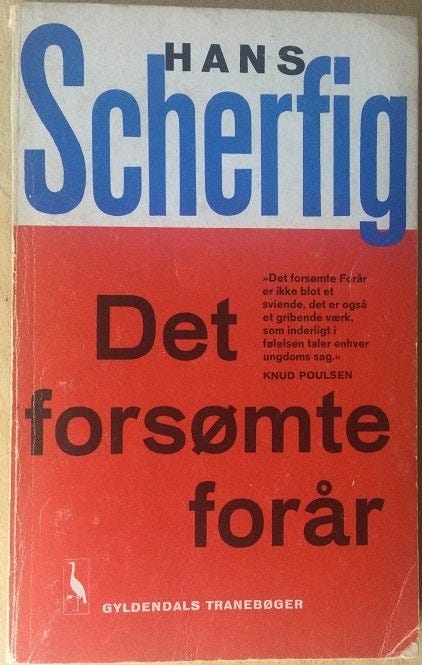 HANS
Scherfig
»Det forsømte Forår
er ikke blot et
sviende, det er også
et gribende værk,
som inderligt i
følelsen taler enhver
ungdoms sag.«
KNUD POULSEN
Det
forsømte
forår
GYLDENDALS TRANEBØGER